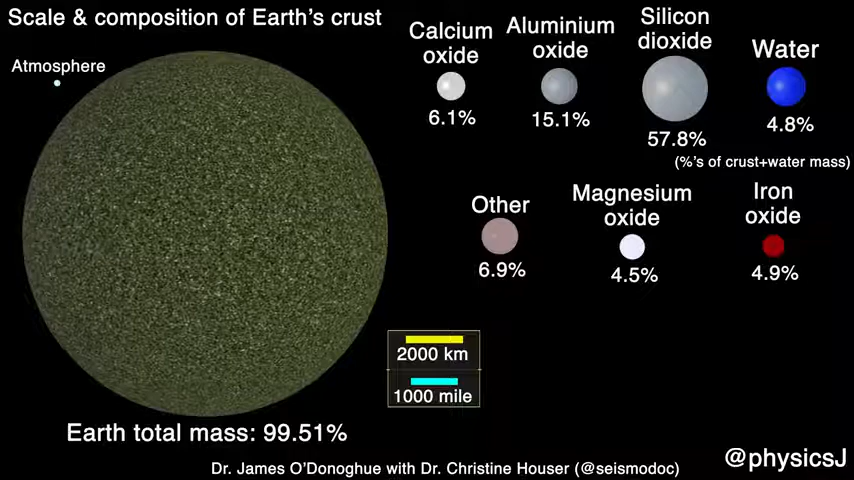 Scale & composition of Earth's crust
Atmosphere
Calcium
oxide
6.1%
Aluminium
oxide
15.1%
Silicon
dioxide
57.8%
Water
4.8%
(%'s of crust+water mass)
Other
6.9%
Magnesium
oxide
4.5%
Iron
oxide
4.9%
2000 km
1000 mile
Earth total mass: 99.51%
Dr. James O'Donoghue with Dr. Christine Houser (@seismodoc)
@physicsJ